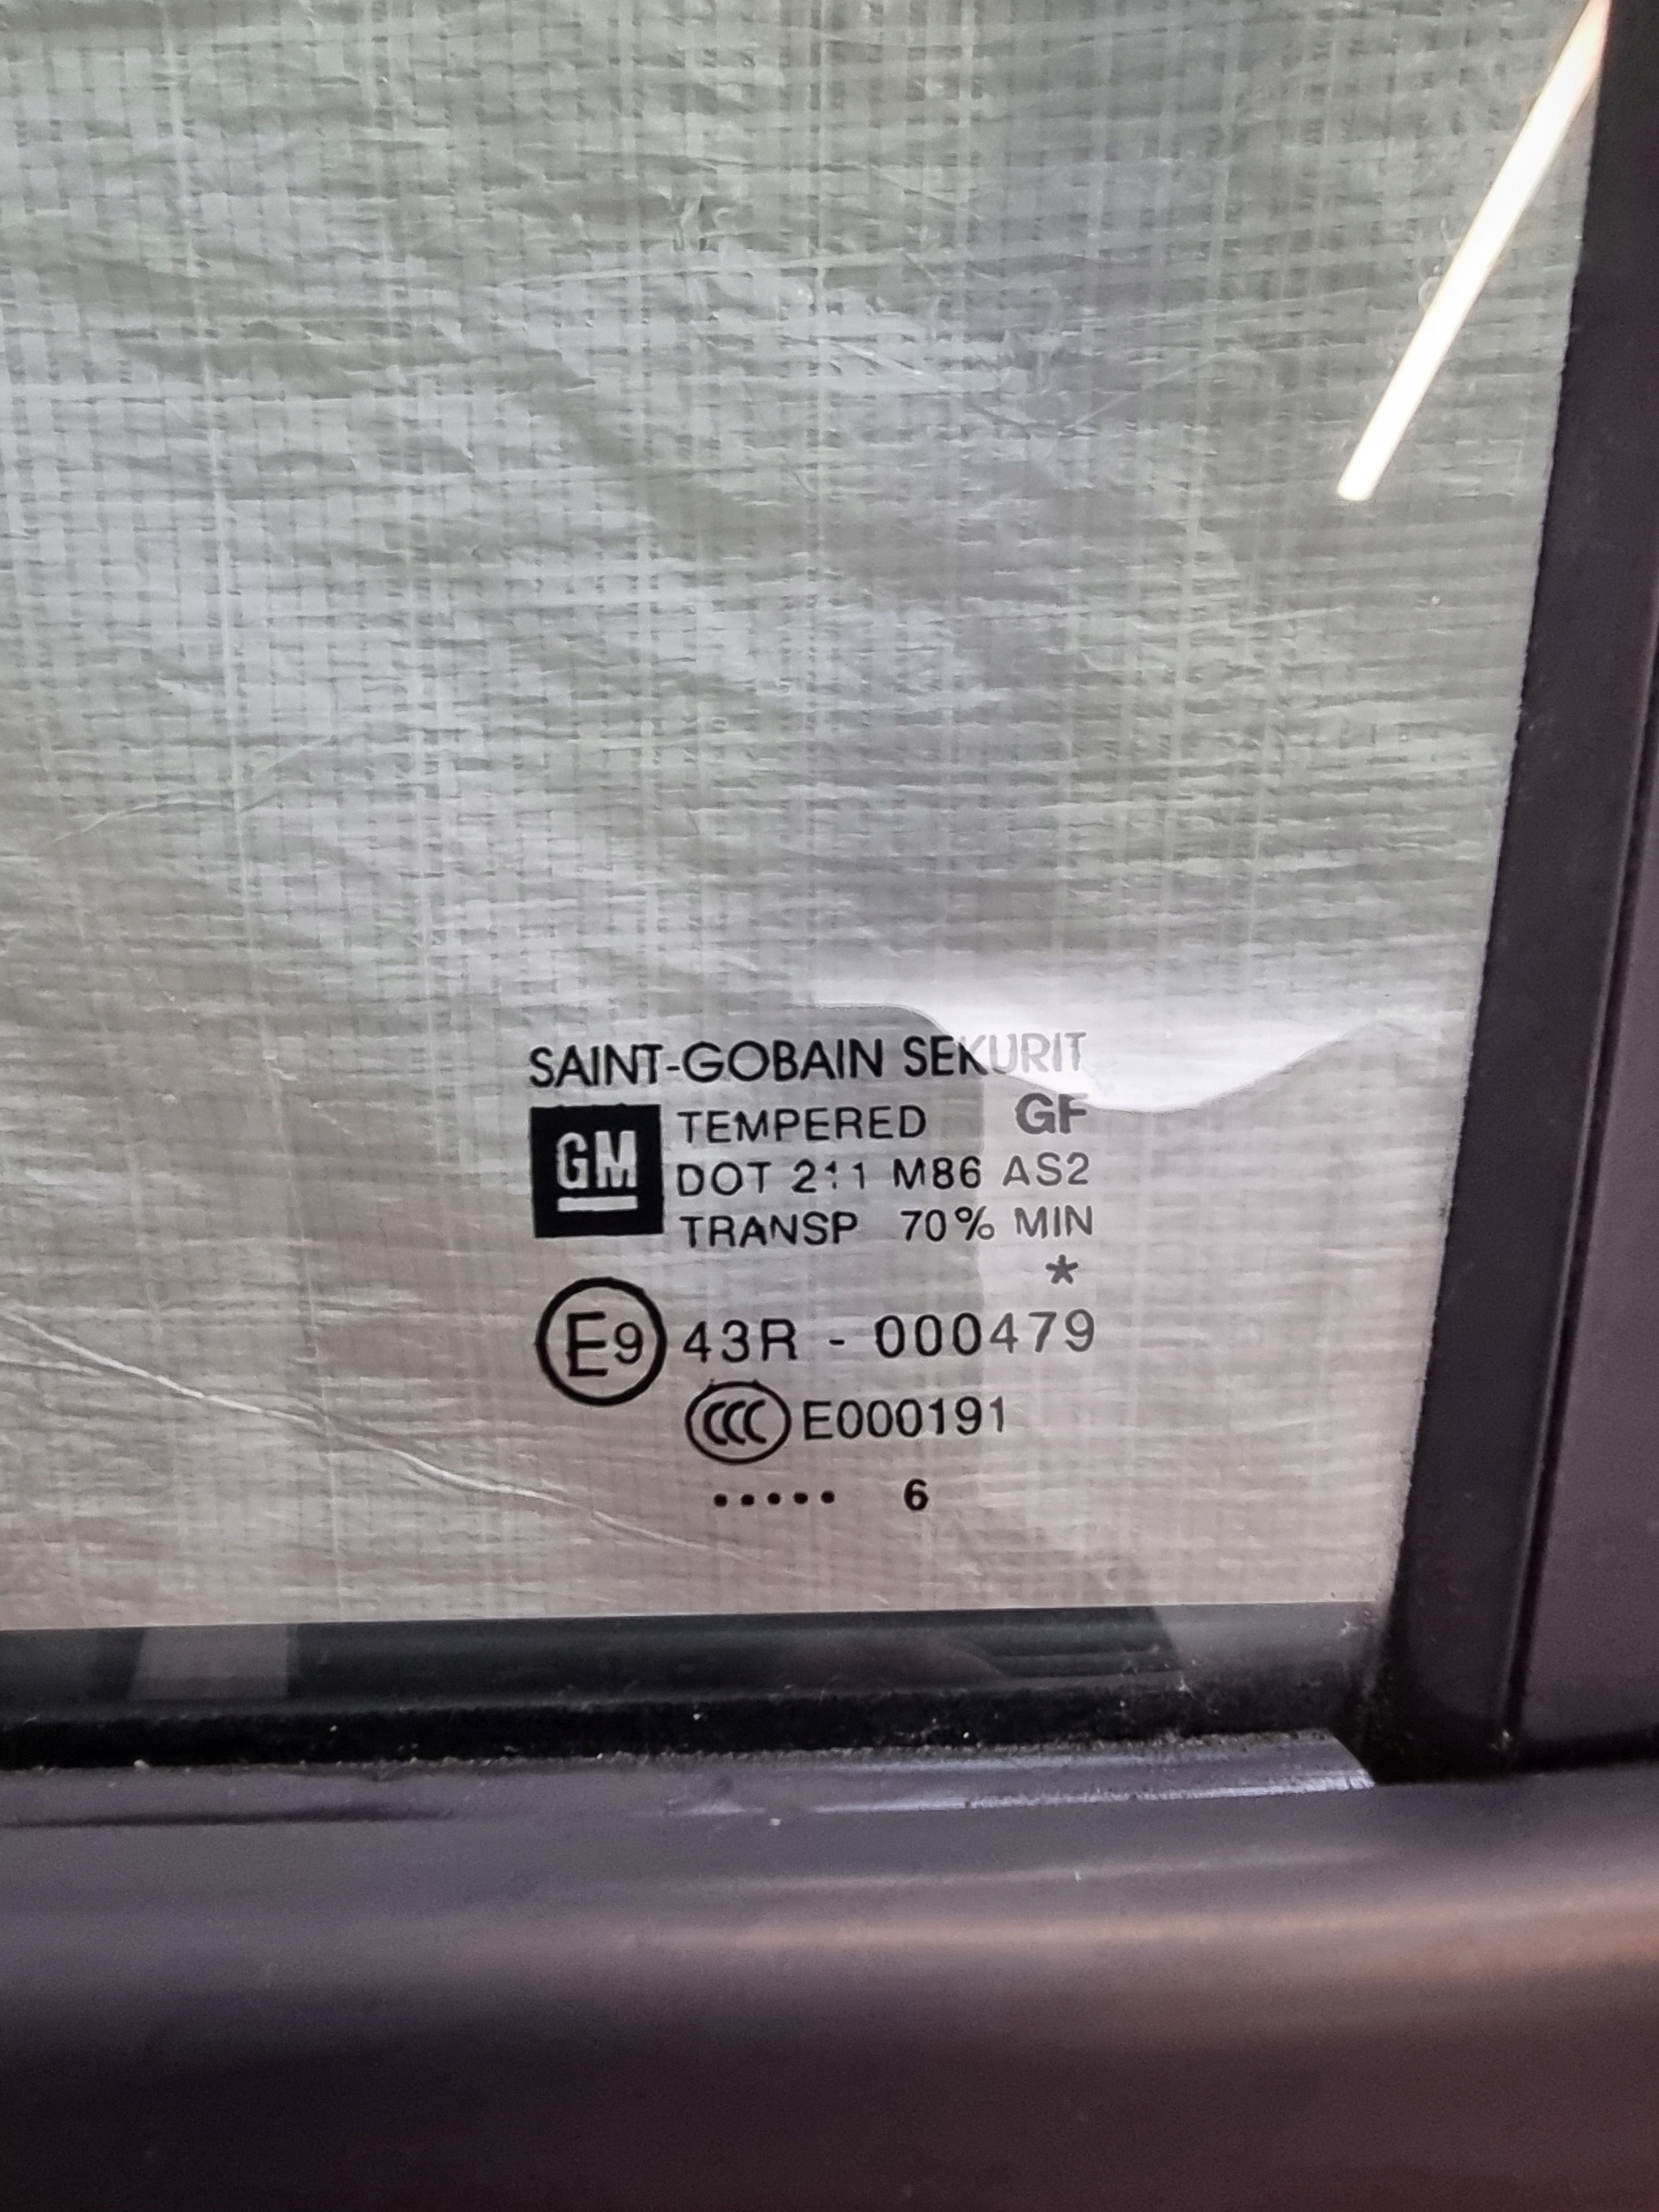 SAINT-GOBAIN SEKURIT
GM
TEMPERED GF
DOT 211 M86 AS2
TRANSP 70% MIN
*
E9 43R - 000479
CCC E000191
..... 6